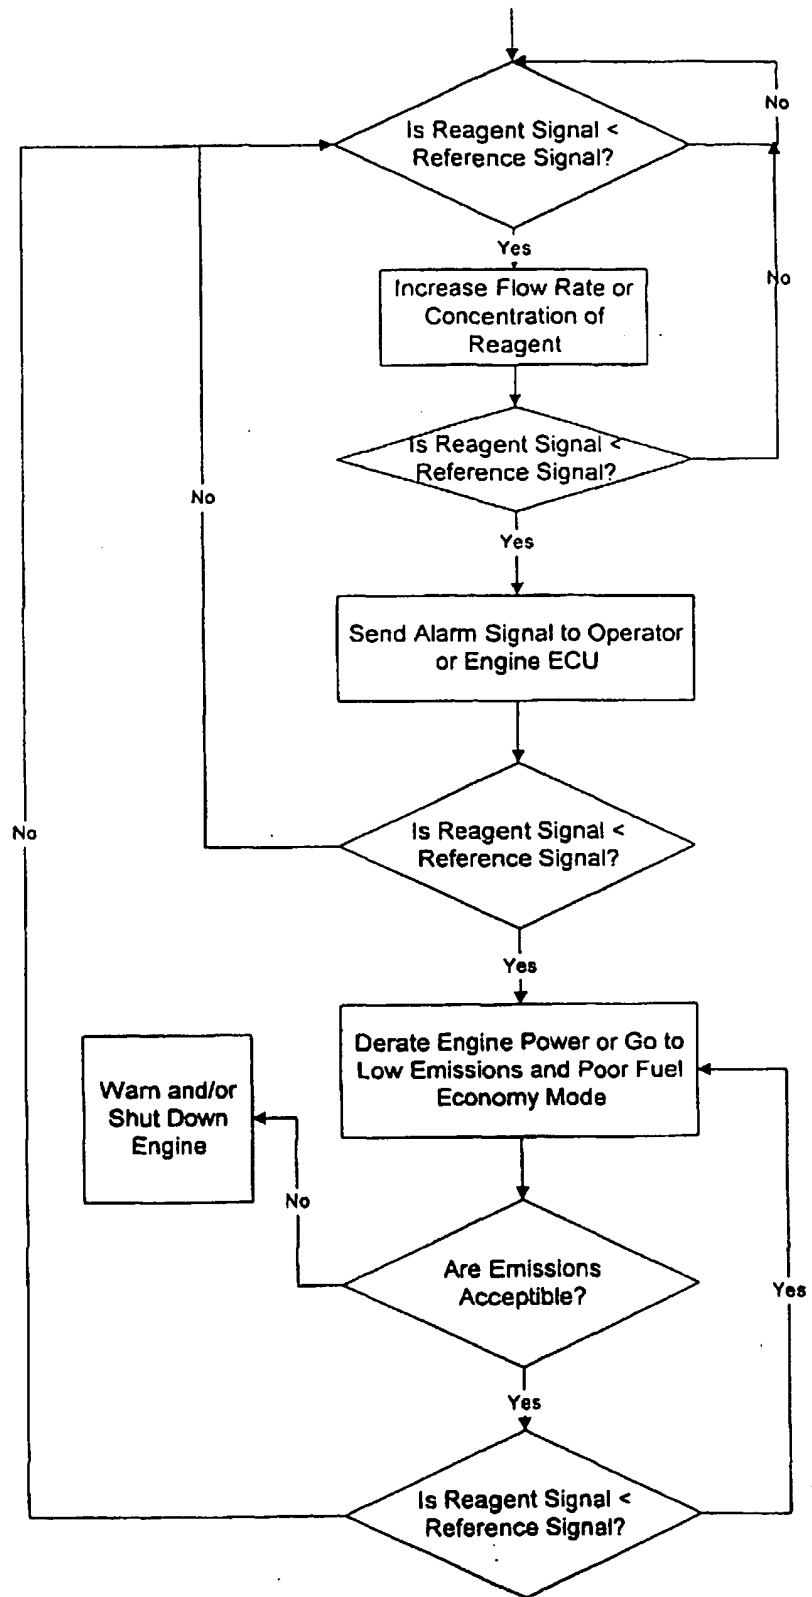 No
Is Reagent Signal <
Reference Signal?
Yes
No
Increase Flow Rate or
Concentration of
Reagent
Is Reagent Signal <
Reference Signal?
No
Yes
Send Alarm Signal to Operator
or Engine ECU
No
Is Reagent Signal <
Reference Signal?
Yes
Derate Engine Power or Go to
Low Emissions and Poor Fuel
Economy Mode
Warn and/or
Shut Down
Engine
No
Are Emissions
Acceptible?
Yes
Yes
Is Reagent Signal <
Reference Signal?